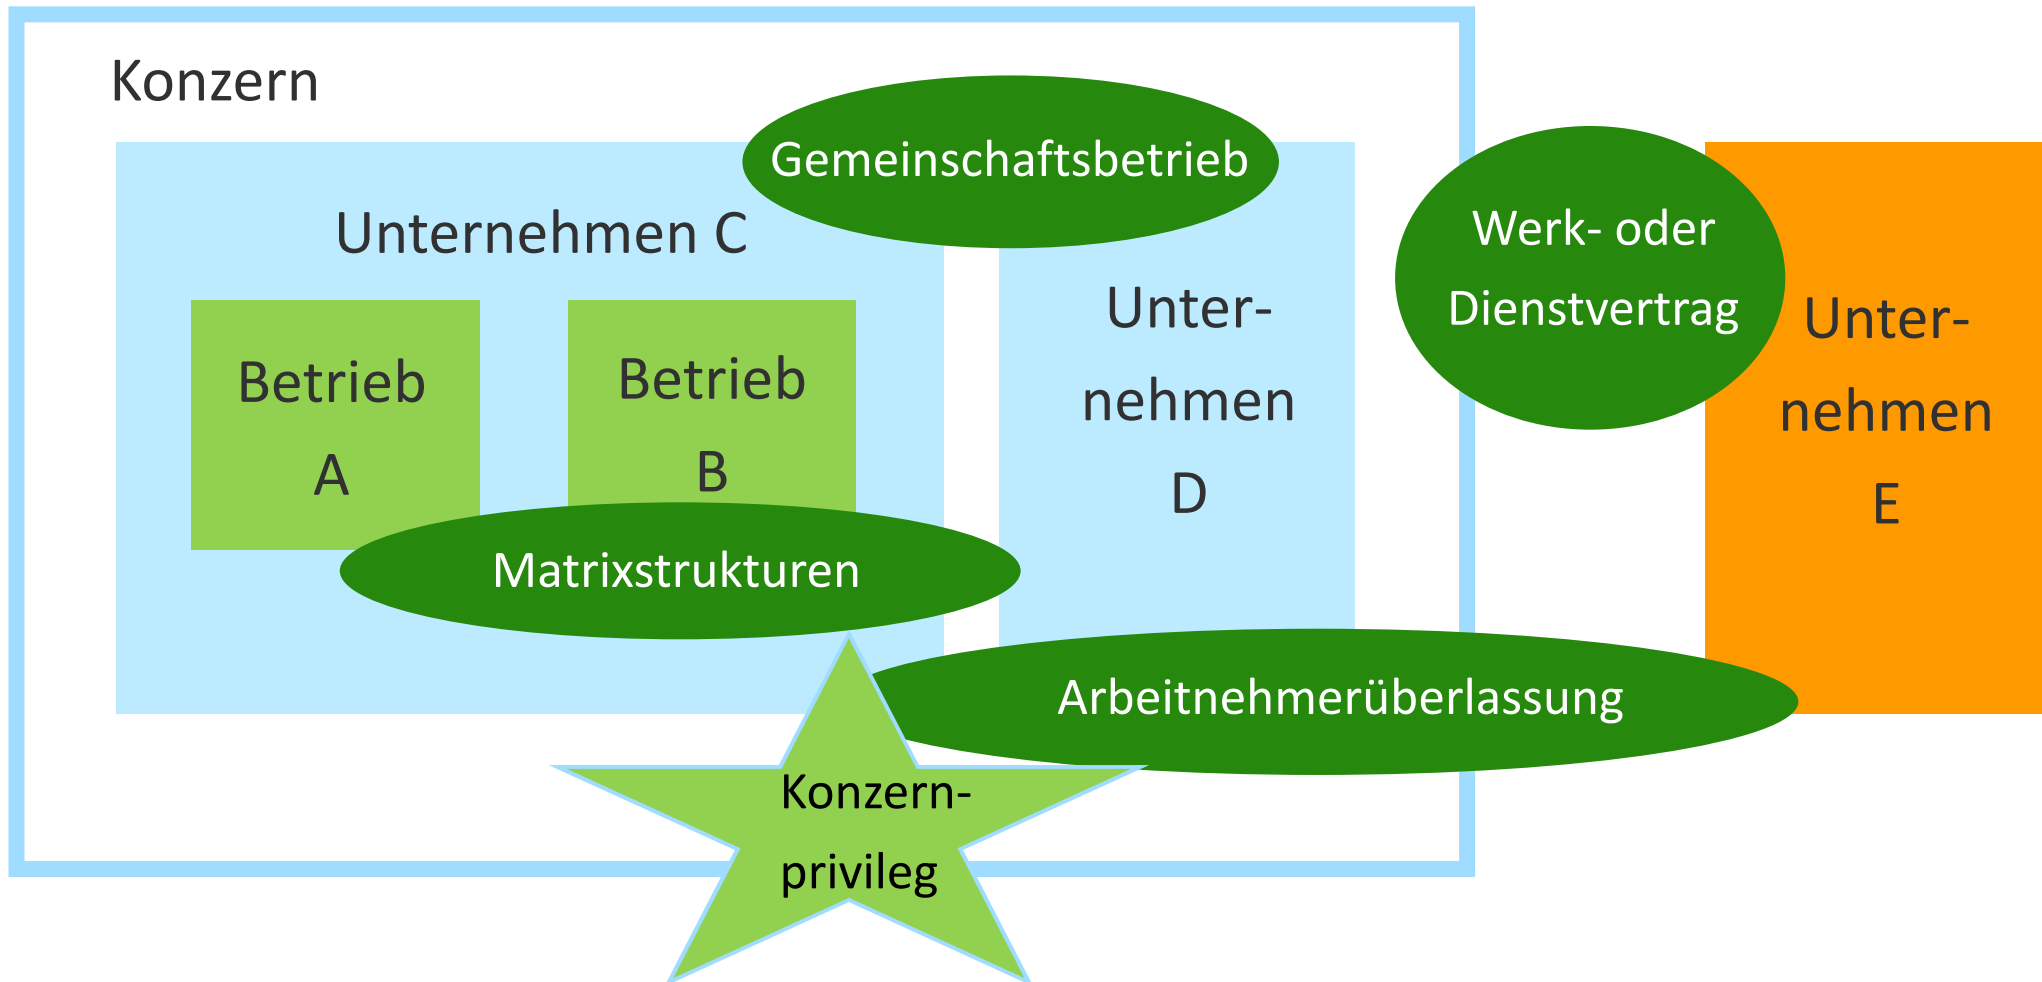 Konzern
Gemeinschaftsbetrieb
Unternehmen C
Betrieb
A
Betrieb
B
Matrixstrukturen
Unter-
nehmen
D
Werk- oder
Dienstvertrag
Unter-
nehmen
E
Arbeitnehmerüberlassung
Konzern-
privileg